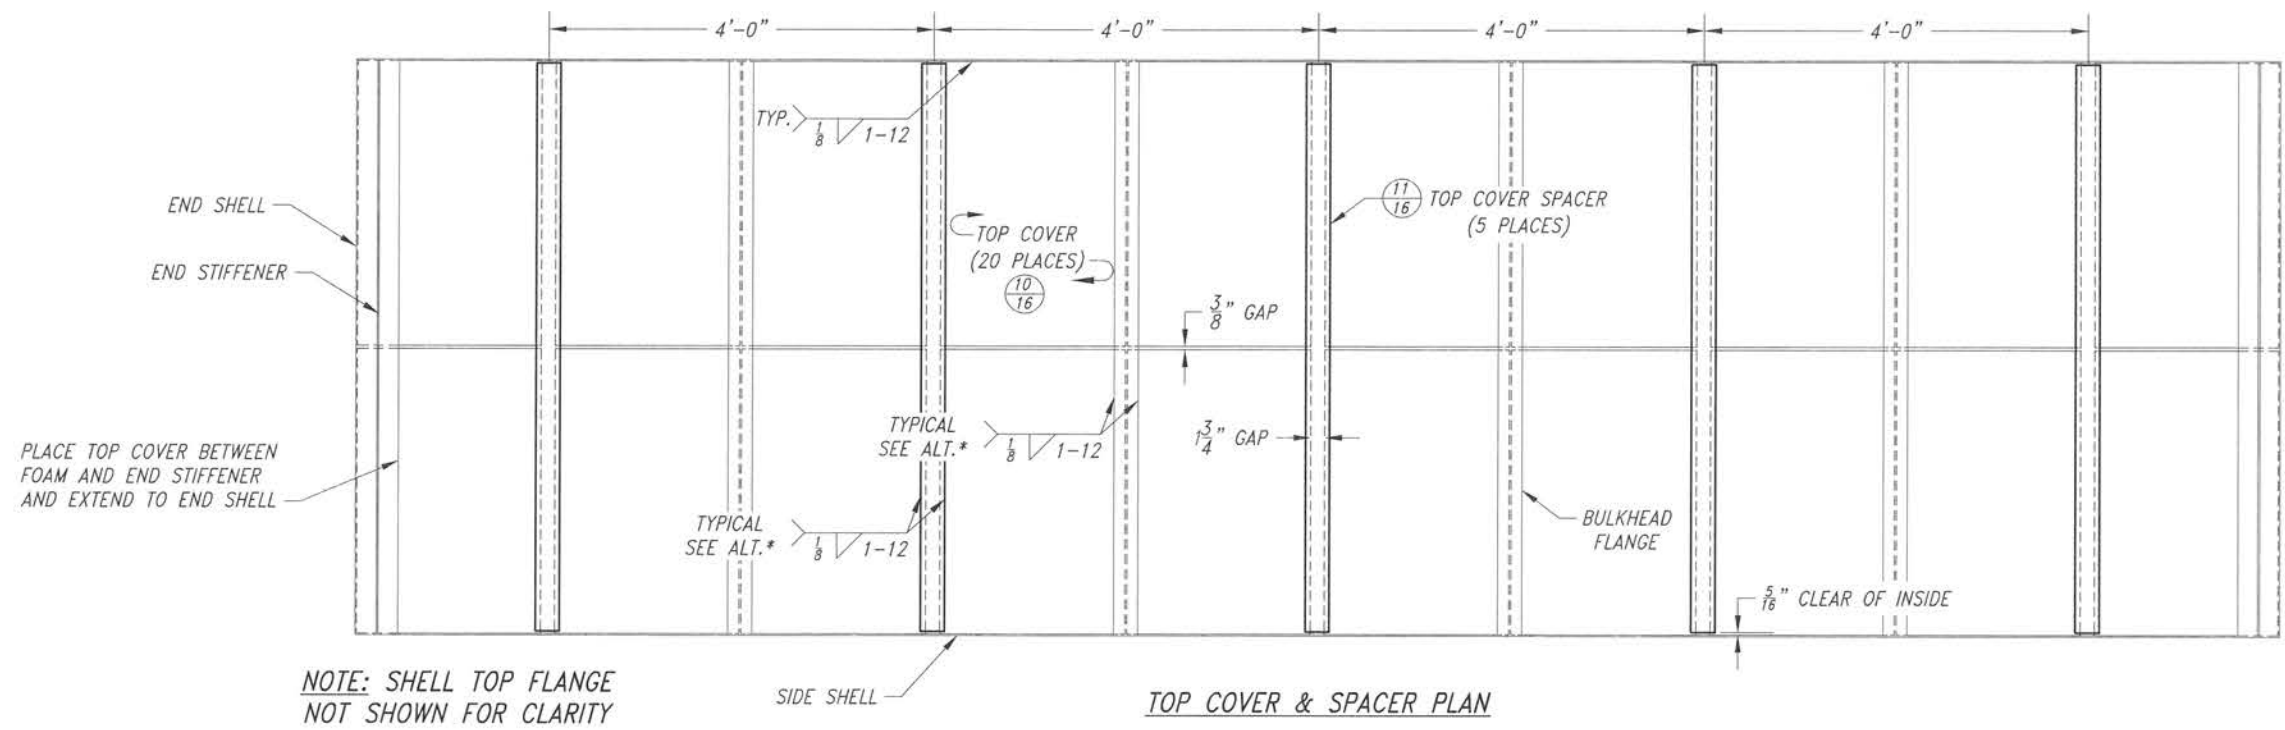 4'-0"
4'-0"
4'-0"
4'-0"
TYP.
1/8
1-12
END SHELL
11
16
TOP COVER SPACER
(5 PLACES)
TOP COVER
(20 PLACES)
10
16
END STIFFENER
3/8" GAP
TYPICAL
SEE ALT.*
1/8
1-12
1 3/4" GAP
PLACE TOP COVER BETWEEN
FOAM AND END STIFFENER
AND EXTEND TO END SHELL
TYPICAL
SEE ALT.*
1/8
1-12
BULKHEAD
FLANGE
5/16" CLEAR OF INSIDE
NOTE: SHELL TOP FLANGE
NOT SHOWN FOR CLARITY
SIDE SHELL
TOP COVER & SPACER PLAN